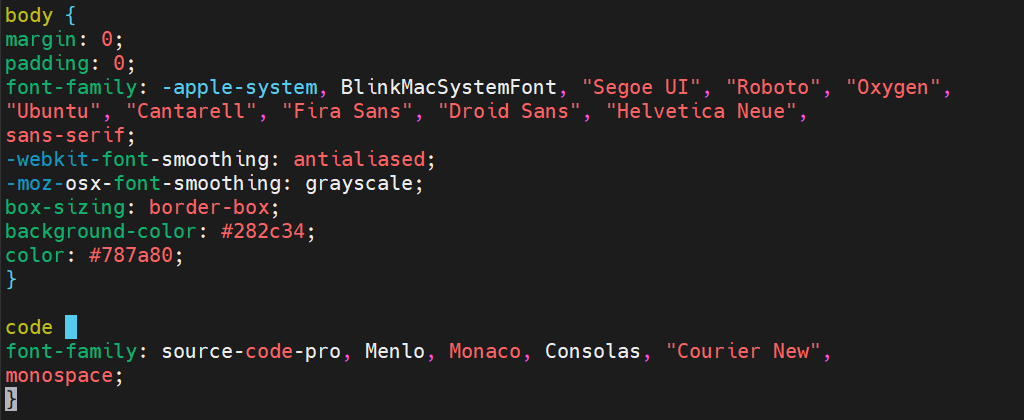 body {
margin: 0;
padding: 0;
font-family: -apple-system, BlinkMacSystemFont, "Segoe UI", "Roboto", "Oxygen",
"Ubuntu", "Cantarell", "Fira Sans", "Droid Sans", "Helvetica Neue",
sans-serif;
-webkit-font-smoothing: antialiased;
-moz-osx-font-smoothing: grayscale;
box-sizing: border-box;
background-color: #282c34;
color: #787a80;
}
code
font-family: source-code-pro, Menlo, Monaco, Consolas, "Courier New",
monospace;
}